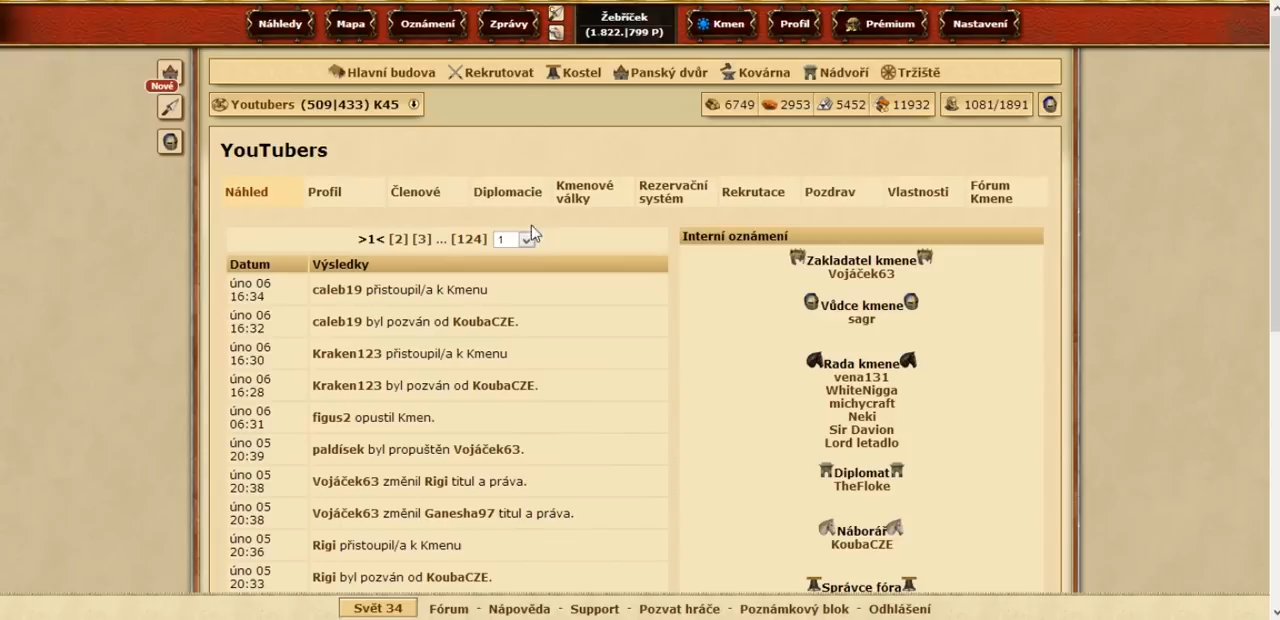 Náhledy Mapa Oznámení Zprávy Žebříček Kmen Profil Prémium Nastavení
(1.822.|799 P)
Hlavní budova Rekrutovat Kostel Panský dvůr Kovárna Nádvoří Tržiště
Nové
Youtubers (509|433) K45 6749 2953 5452 11932 1081/1891
YouTubers
Náhled Profil Členové Diplomacie Kmenové války Rezervační systém Rekrutace Pozdrav Vlastnosti Fórum Kmene
>1< [2] [3] ... [124] 1
Datum Výsledky
úno 06 16:34 caleb19 přistoupil/a k Kmenu
úno 06 16:32 caleb19 byl pozván od KoubaCZE.
úno 06 16:30 Kraken123 přistoupil/a k Kmenu
úno 06 16:28 Kraken123 byl pozván od KoubaCZE.
úno 06 06:31 figus2 opustil Kmen.
úno 05 20:39 paldísek byl propuštěn Vojáček63.
úno 05 20:38 Vojáček63 změnil Rigi titul a práva.
úno 05 20:38 Vojáček63 změnil Ganesha97 titul a práva.
úno 05 20:36 Rigi přistoupil/a k Kmenu
úno 05 20:33 Rigi byl pozván od KoubaCZE.
Interní oznámení
Zakladatel kmene
Vojáček63
Vůdce kmene
sagr
Rada kmene
vena131
WhiteNigga
michycraft
Neki
Sir Davion
Lord letadlo
Diplomat
TheFloke
Náborář
KoubaCZE
Správce fóra
Svět 34 Fórum - Nápověda - Support - Pozvat hráče - Poznámkový blok - Odhlášení